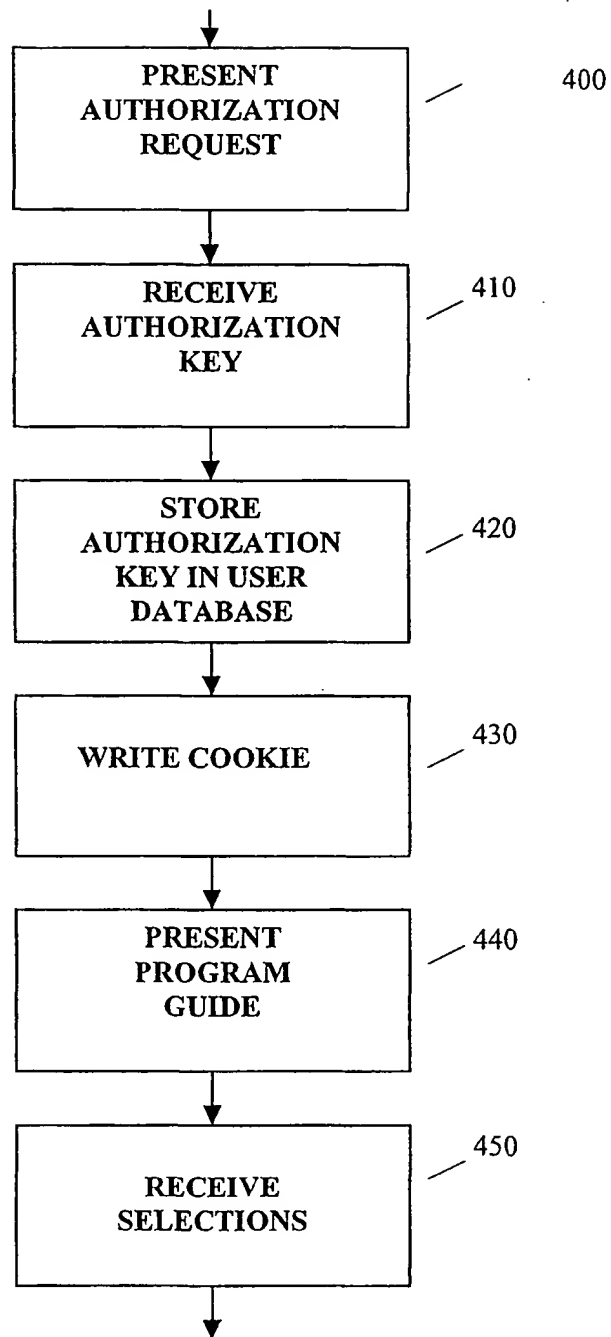 PRESENT
AUTHORIZATION
REQUEST
400
RECEIVE
AUTHORIZATION
KEY
410
STORE
AUTHORIZATION
KEY IN USER
DATABASE
420
WRITE COOKIE
430
PRESENT
PROGRAM
GUIDE
440
RECEIVE
SELECTIONS
450